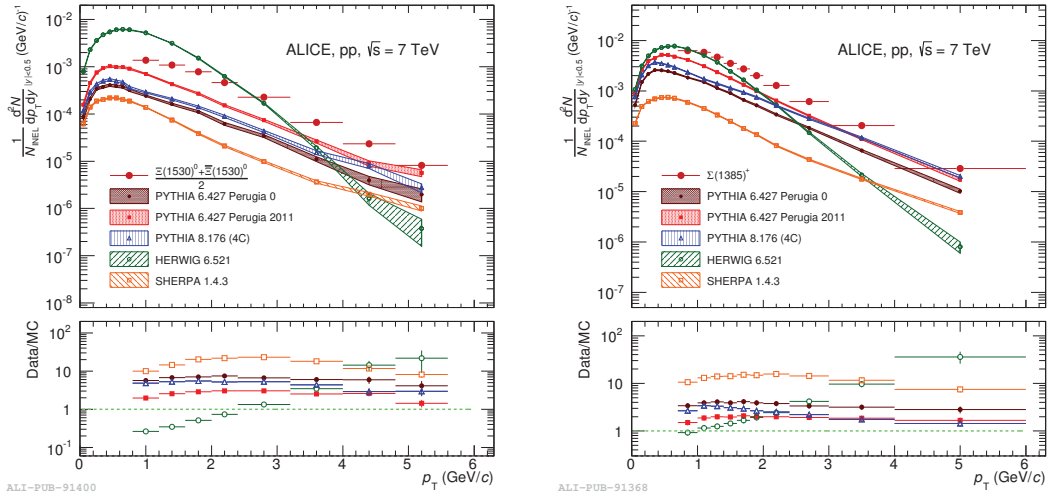 ALICE, pp, √s = 7 TeV
1/N_INEL d²N/dp_T dy |y|<0.5 (GeV/c)⁻¹
10⁻²
10⁻³
10⁻⁴
10⁻⁵
10⁻⁶
10⁻⁷
10⁻⁸
Ξ(1530)⁰+Ξ̄(1530)⁰
2
PYTHIA 6.427 Perugia 0
PYTHIA 6.427 Perugia 2011
PYTHIA 8.176 (4C)
HERWIG 6.521
SHERPA 1.4.3
Data/MC
10²
10
1
10⁻¹
0 1 2 3 4 5 6
p_T (GeV/c)
ALI-PUB-91400
ALICE, pp, √s = 7 TeV
1/N_INEL d²N/dp_T dy |y|<0.5 (GeV/c)⁻¹
10⁻¹
10⁻²
10⁻³
10⁻⁴
10⁻⁵
10⁻⁶
10⁻⁷
Σ(1385)⁺
PYTHIA 6.427 Perugia 0
PYTHIA 6.427 Perugia 2011
PYTHIA 8.176 (4C)
HERWIG 6.521
SHERPA 1.4.3
Data/MC
10²
10
1
0 1 2 3 4 5 6
p_T (GeV/c)
ALI-PUB-91368